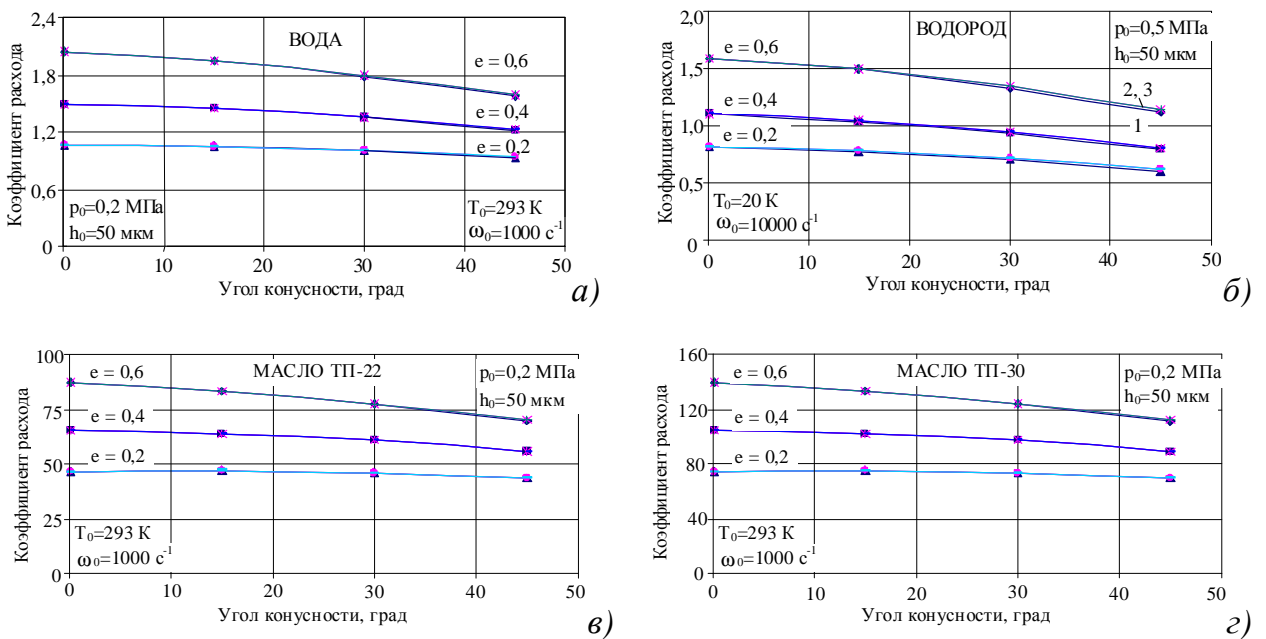 Коэффициент расхода
2,4
1,8
1,2
0,6
0
ВОДА
e = 0,6
e = 0,4
e = 0,2
p0=0,2 МПа
h0=50 мкм
T0=293 К
ω0=1000 с-1
0 10 20 30 40 50
Угол конусности, град
а)
Коэффициент расхода
2,0
1.5
1.0
0,5
0
ВОДОРОД
p0=0,5 МПа
h0=50 мкм
e = 0,6
e = 0,4
e = 0,2
2, 3
1
T0=20 К
ω0=10000 с-1
0 10 20 30 40 50
Угол конусности, град
б)
Коэффициент расхода
100
75
50
25
0
МАСЛО ТП-22
p0=0,2 МПа
h0=50 мкм
e = 0,6
e = 0,4
e = 0,2
T0=293 К
ω0=1000 с-1
0 10 20 30 40 50
Угол конусности, град
в)
Коэффициент расхода
160
120
80
40
0
МАСЛО ТП-30
p0=0,2 МПа
h0=50 мкм
e = 0,6
e = 0,4
e = 0,2
T0=293 К
ω0=1000 с-1
0 10 20 30 40 50
Угол конусности, град
г)